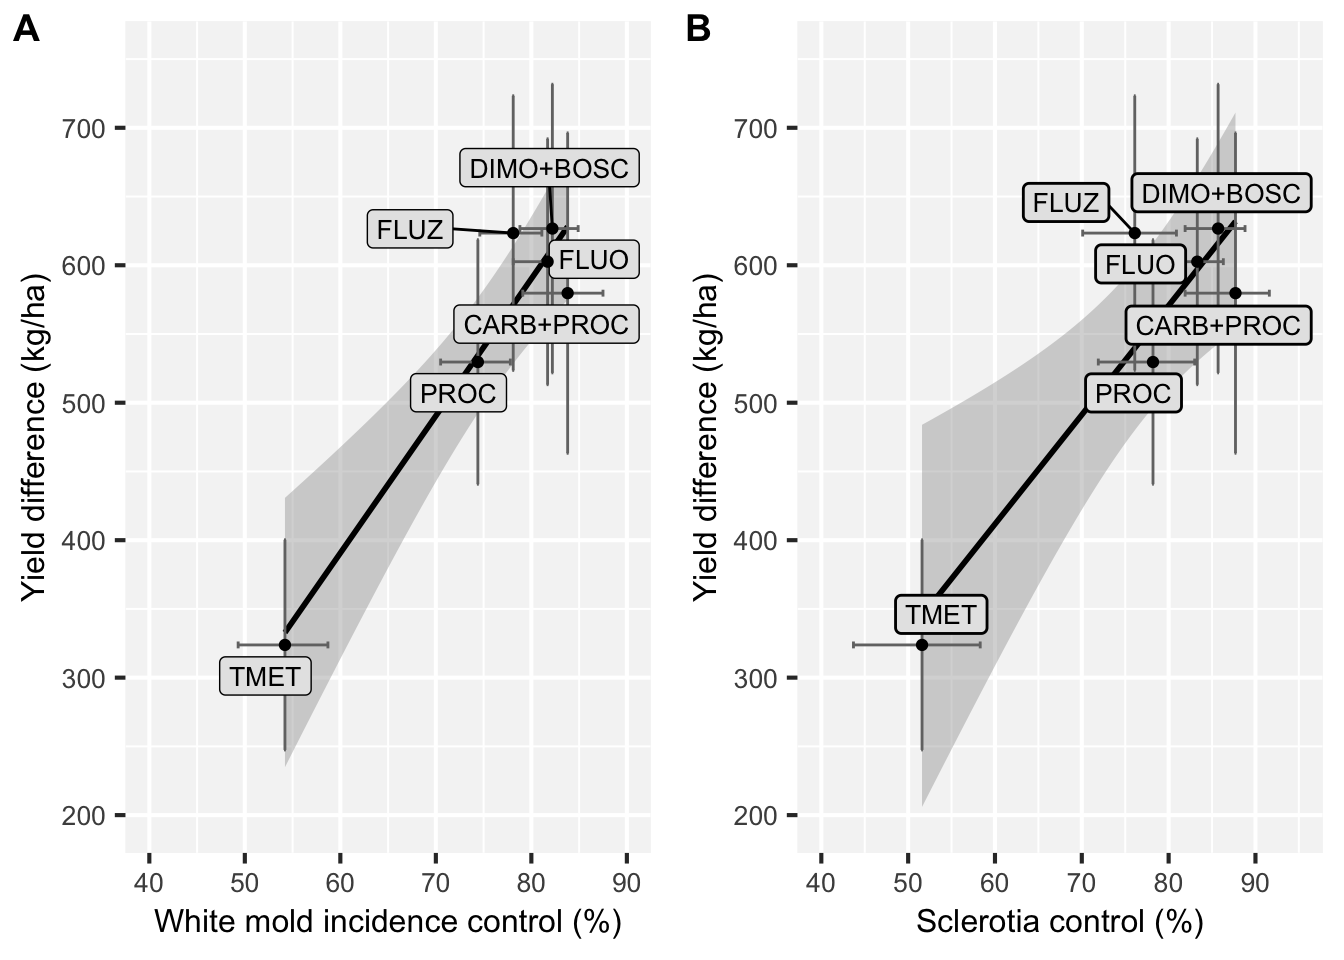 A
Yield difference (kg/ha)
700
600
500
400
300
200
DIMO+BOSC
FLUZ
FLUO
CARB+PROC
PROC
TMET
40 50 60 70 80 90
White mold incidence control (%)
B
Yield difference (kg/ha)
700
600
500
400
300
200
DIMO+BOSC
FLUZ
FLUO
CARB+PROC
PROC
TMET
40 50 60 70 80 90
Sclerotia control (%)